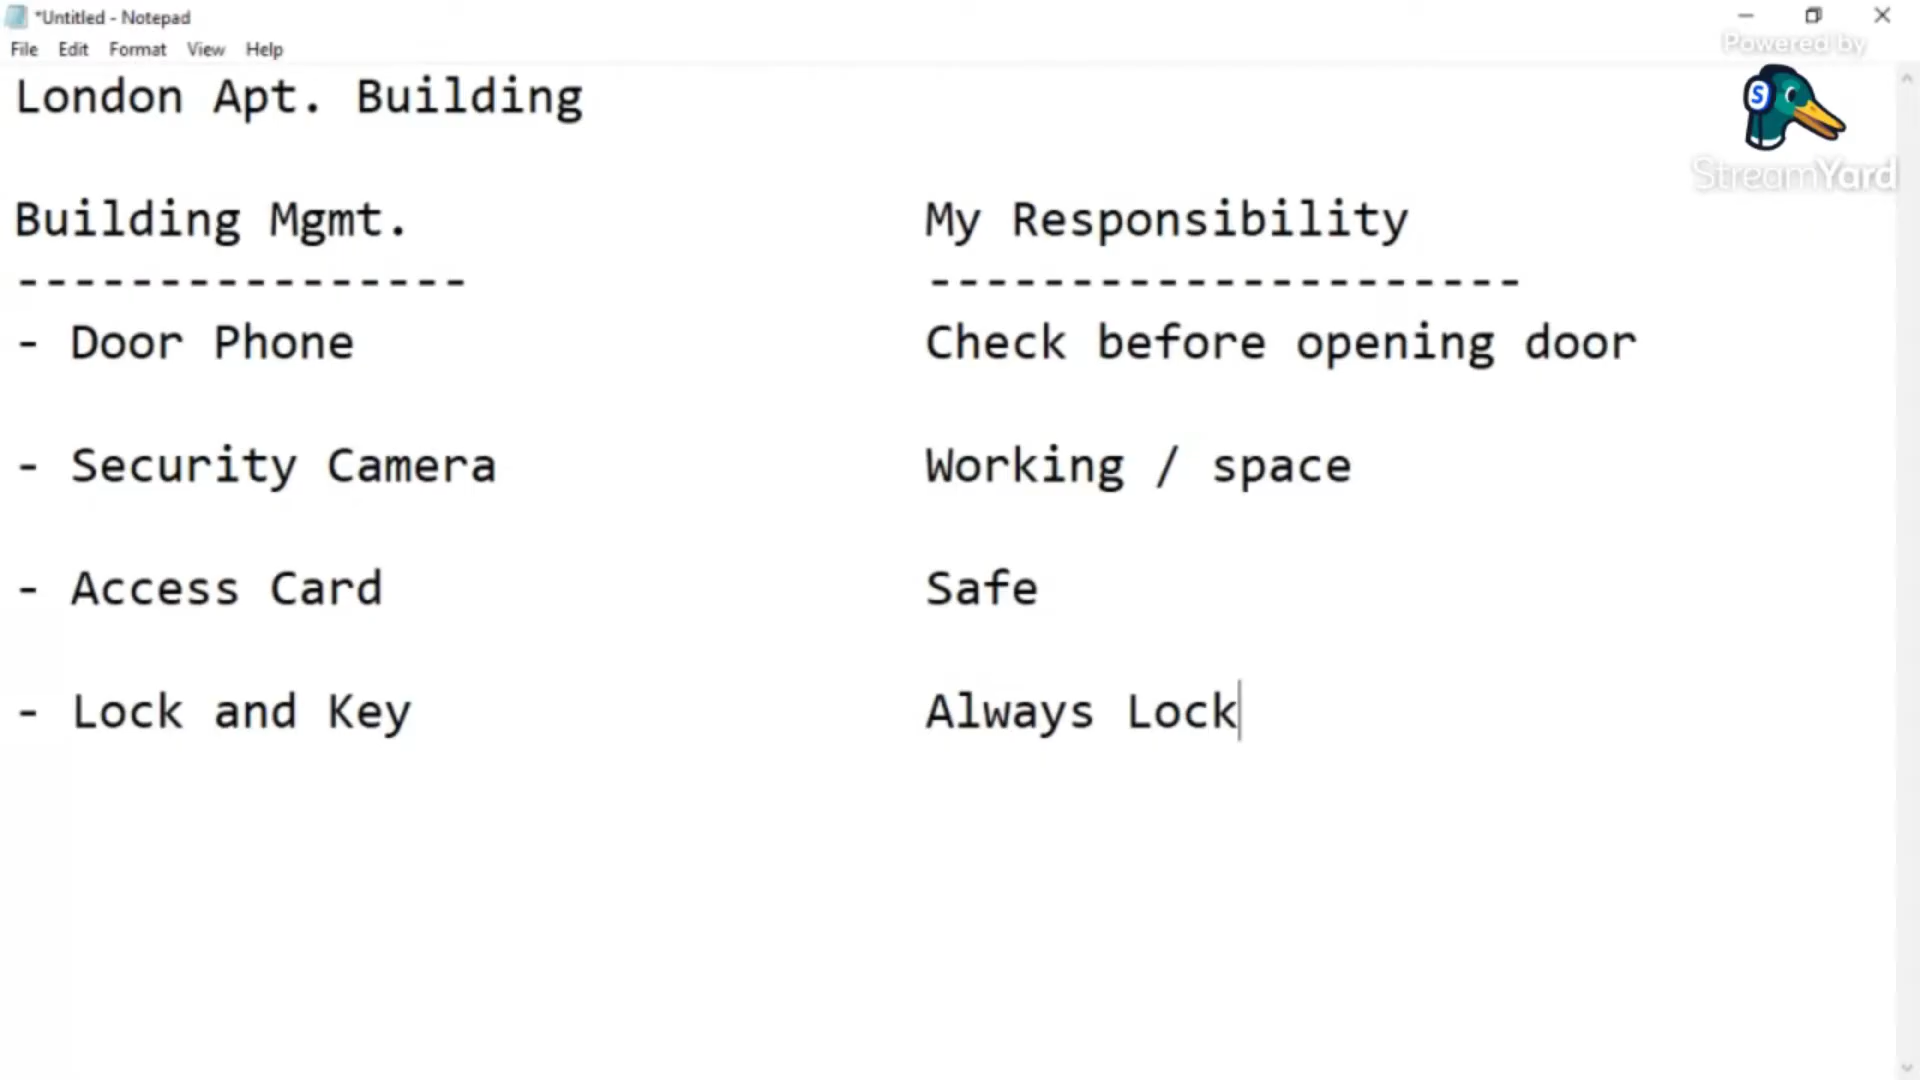 *Untitled - Notepad
File Edit Format View Help
Powered by
S
StreamYard
London Apt. Building
Building Mgmt. My Responsibility
---------------- ---------------------
- Door Phone Check before opening door
- Security Camera Working / space
- Access Card Safe
- Lock and Key Always Lock